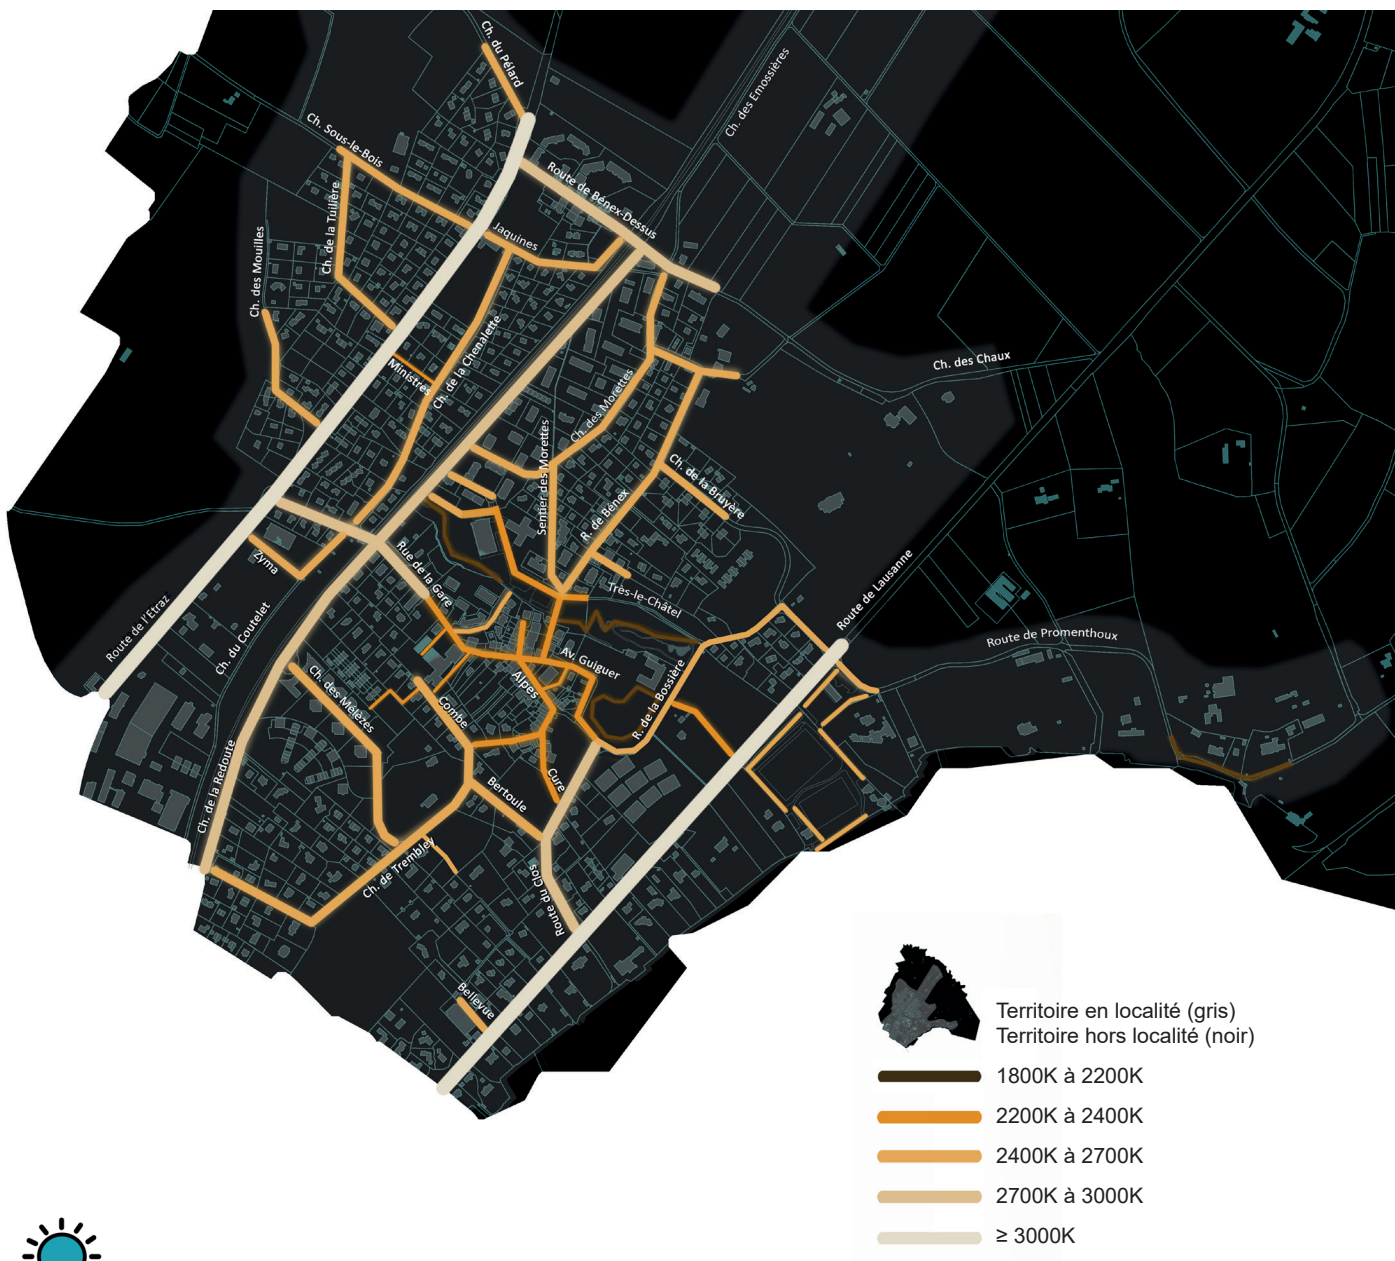 Ch. du Pélard
Ch. des Emossières
Ch. Sous-le-Bois
Route de Bénex-Dessus
Ch. de la Tuilière
Jaquines
Ch. des Mouilles
Ch. des Chaux
Ministres
Ch. de la Chenalette
Ch. des Morettes
Sentier des Morettes
Ch. de la Bruyère
R. de Bénex
Zyma
Rue de la Gare
Très-le-Châtel
Route de Lausanne
Route de l'Etraz
Ch. du Coutelet
Route de Promenthoux
Av. Guiguer
Alpes
R. de la Bossière
Ch. des Mélèzes
Combe
Ch. de la Redoute
Bertoule
Cure
Ch. de Trembley
Route du Clos
Bellevue
Territoire en localité (gris)
Territoire hors localité (noir)
1800K à 2200K
2200K à 2400K
2400K à 2700K
2700K à 3000K
≥ 3000K